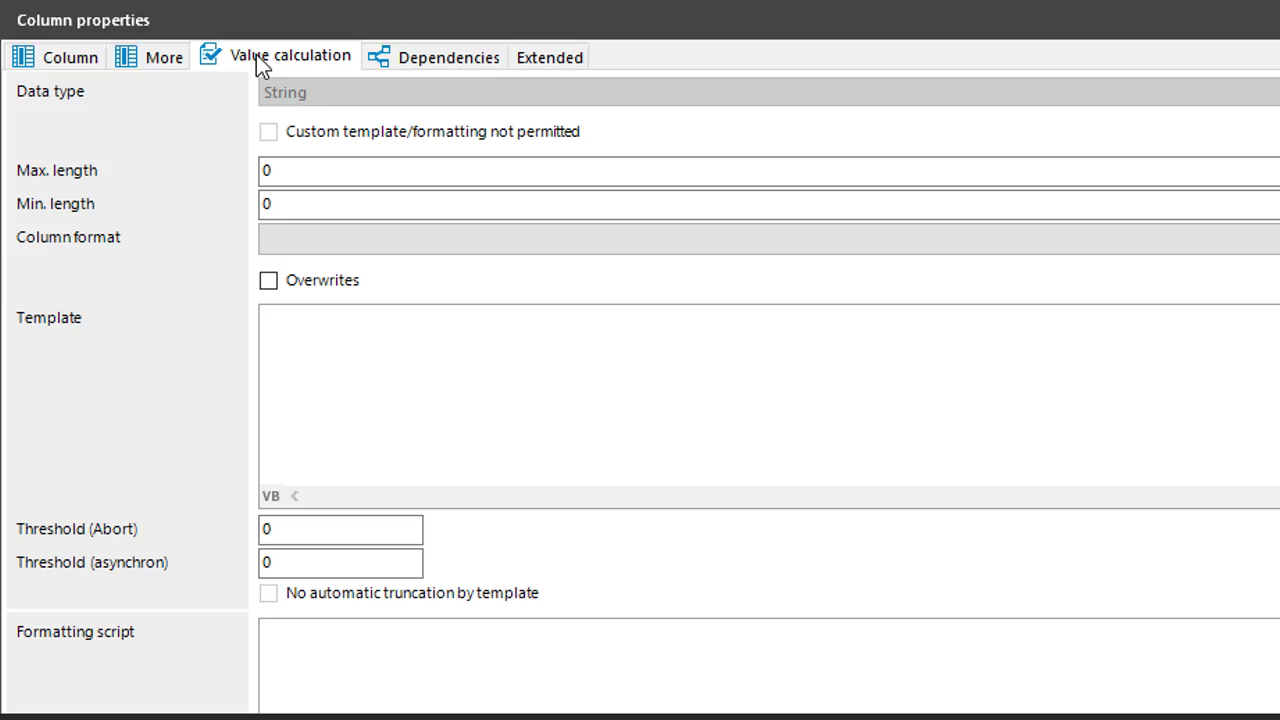 Column properties
Column More Value calculation Dependencies Extended
Data type String
Custom template/formatting not permitted
Max. length 0
Min. length 0
Column format
Overwrites
Template
VB <
Threshold (Abort) 0
Threshold (asynchron) 0
No automatic truncation by template
Formatting script